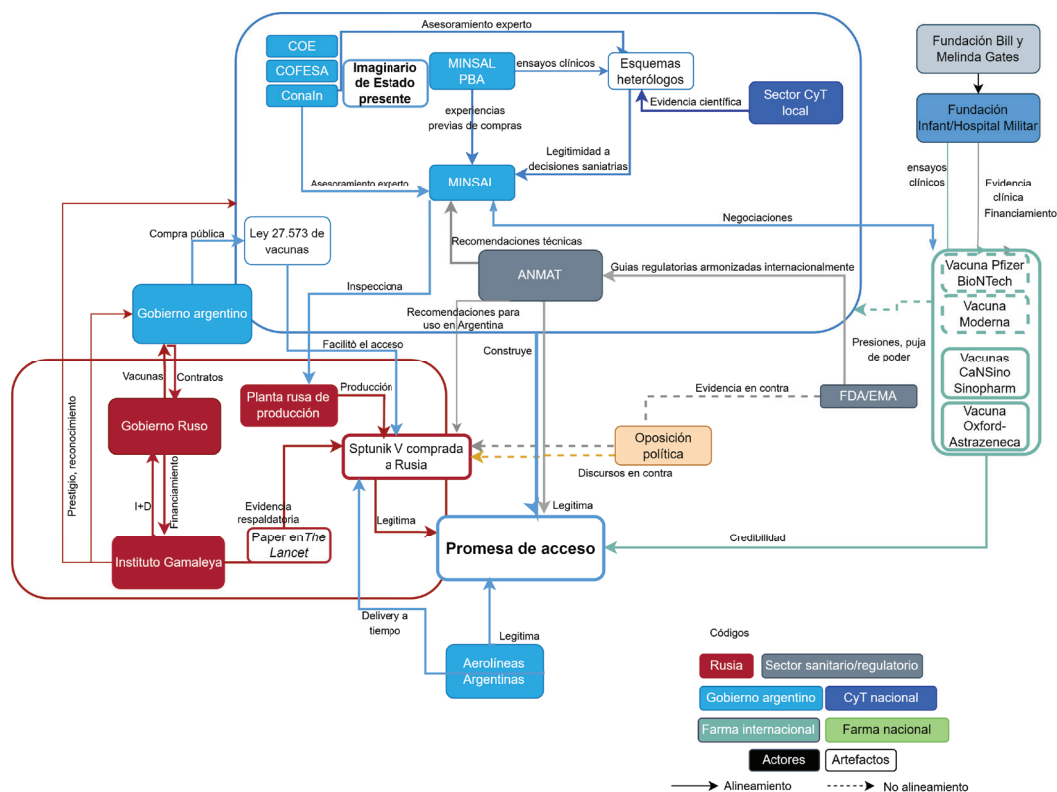 Asesoramiento experto
COE
COFESA
ConaIn
Imaginario
de Estado
presente
MINSAL
PBA
ensayos clínicos
Esquemas
heterólogos
Sector CyT
local
Evidencia científica
experiencias
previas de compras
Legitimidad a
decisiones saniatrias
Fundación Bill y
Melinda Gates
Fundación
Infant/Hospital Militar
ensayos
clínicos
Evidencia
clínica
Financiamiento
Asesoramiento experto
MINSAL
Negociaciones
Compra pública
Ley 27.573 de
vacunas
Recomendaciones técnicas
ANMAT
Guias regulatorias armonizadas internacionalmente
Vacuna Pfizer
BioNTech
Vacuna
Moderna
Vacunas
CaNSino
Sinopharm
Vacuna
Oxford-
Astrazeneca
Inspecciona
Gobierno argentino
Recomendaciones para
uso en Argentina
Facilitó el acceso
Construye
Presiones, puja
de poder
Vacunas
Contratos
Planta rusa de
producción
Producción
Evidencia en contra
FDA/EMA
Gobierno Ruso
Sptunik V comprada
a Rusia
Oposición
política
Discursos en contra
Prestigio, reconocimiento
I+D
Financiamiento
Evidencia
respaldatoria
Legitima
Legitima
Paper en The
Lancet
Instituto Gamaleya
Promesa de acceso
Credibilidad
Delivery a
tiempo
Legitima
Aerolíneas
Argentinas
Códigos
Rusia
Sector sanitario/regulatorio
Gobierno argentino
CyT nacional
Farma internacional
Farma nacional
Actores
Artefactos
Alineamiento
No alineamiento